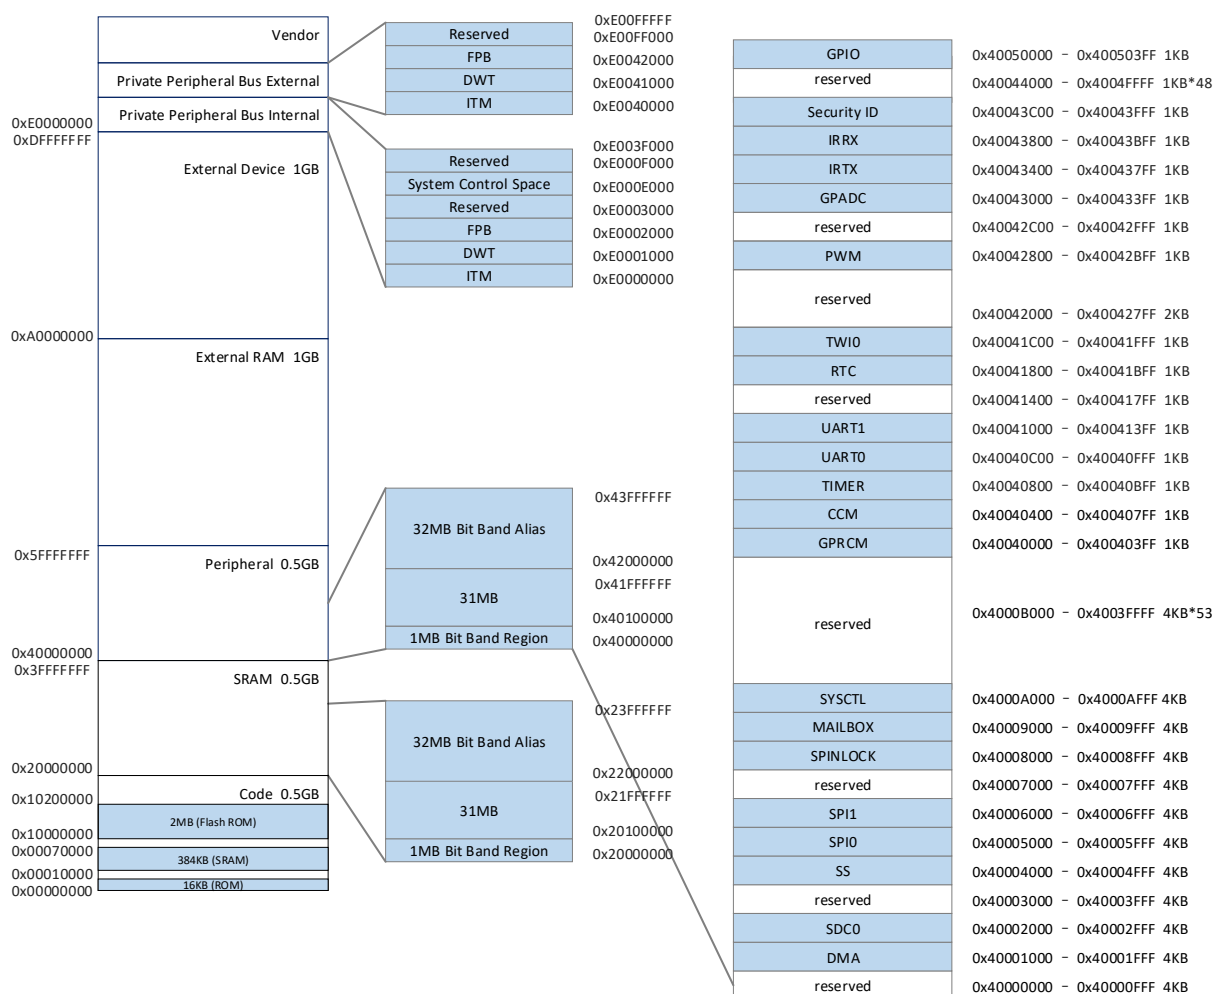 Vendor
Private Peripheral Bus External
Private Peripheral Bus Internal
0xE0000000
0xDFFFFFFF
External Device 1GB
0xA0000000
External RAM 1GB
0x5FFFFFFF
Peripheral 0.5GB
0x40000000
0x3FFFFFFF
SRAM 0.5GB
0x20000000
Code 0.5GB
0x10200000
2MB (Flash ROM)
0x10000000
0x00070000
384KB (SRAM)
0x00010000
16KB (ROM)
0x00000000
0xE00FFFFF
Reserved
0xE00FF000
FPB
0xE0042000
DWT
0xE0041000
ITM
0xE0040000
0xE003F000
Reserved
0xE000F000
System Control Space
0xE000E000
Reserved
0xE0003000
FPB
0xE0002000
DWT
0xE0001000
ITM
0xE0000000
0x43FFFFFF
32MB Bit Band Alias
0x42000000
0x41FFFFFF
31MB
0x40100000
1MB Bit Band Region
0x40000000
0x23FFFFFF
32MB Bit Band Alias
0x22000000
0x21FFFFFF
31MB
0x20100000
1MB Bit Band Region
0x20000000
GPIO 0x40050000 – 0x400503FF 1KB
reserved 0x40044000 – 0x4004FFFF 1KB*48
Security ID 0x40043C00 – 0x40043FFF 1KB
IRRX 0x40043800 – 0x40043BFF 1KB
IRTX 0x40043400 – 0x400437FF 1KB
GPADC 0x40043000 – 0x400433FF 1KB
reserved 0x40042C00 – 0x40042FFF 1KB
PWM 0x40042800 – 0x40042BFF 1KB
reserved 0x40042000 – 0x400427FF 2KB
TWI0 0x40041C00 – 0x40041FFF 1KB
RTC 0x40041800 – 0x40041BFF 1KB
reserved 0x40041400 – 0x400417FF 1KB
UART1 0x40041000 – 0x400413FF 1KB
UART0 0x40040C00 – 0x40040FFF 1KB
TIMER 0x40040800 – 0x40040BFF 1KB
CCM 0x40040400 – 0x400407FF 1KB
GPRCM 0x40040000 – 0x400403FF 1KB
reserved 0x4000B000 – 0x4003FFFF 4KB*53
SYSCTL 0x4000A000 – 0x4000AFFF 4KB
MAILBOX 0x40009000 – 0x40009FFF 4KB
SPINLOCK 0x40008000 – 0x40008FFF 4KB
reserved 0x40007000 – 0x40007FFF 4KB
SPI1 0x40006000 – 0x40006FFF 4KB
SPI0 0x40005000 – 0x40005FFF 4KB
SS 0x40004000 – 0x40004FFF 4KB
reserved 0x40003000 – 0x40003FFF 4KB
SDC0 0x40002000 – 0x40002FFF 4KB
DMA 0x40001000 – 0x40001FFF 4KB
reserved 0x40000000 – 0x40000FFF 4KB